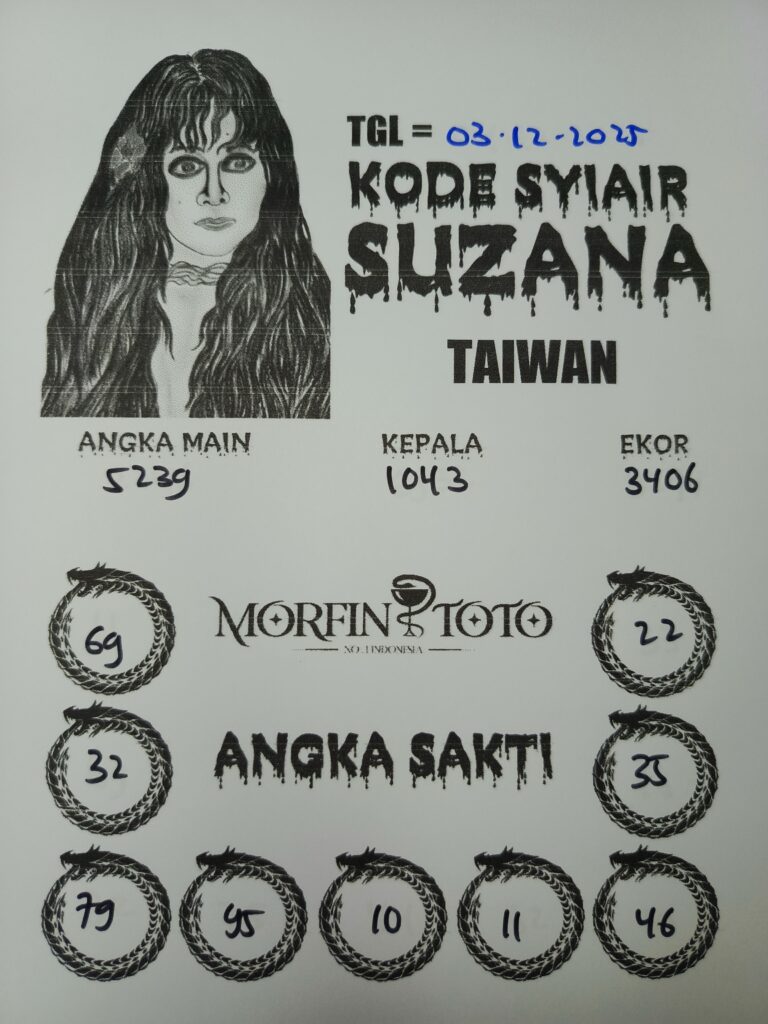 TGL = 03-12-2025
KODE SYIAIR
SUZANA
TAIWAN
ANGKA MAIN KEPALA EKOR
5239 1043 3406
MORFIN TOTO
NO.1 INDONESIA
69 22
ANGKA SAKTI
32 35
79 95 10 11 46